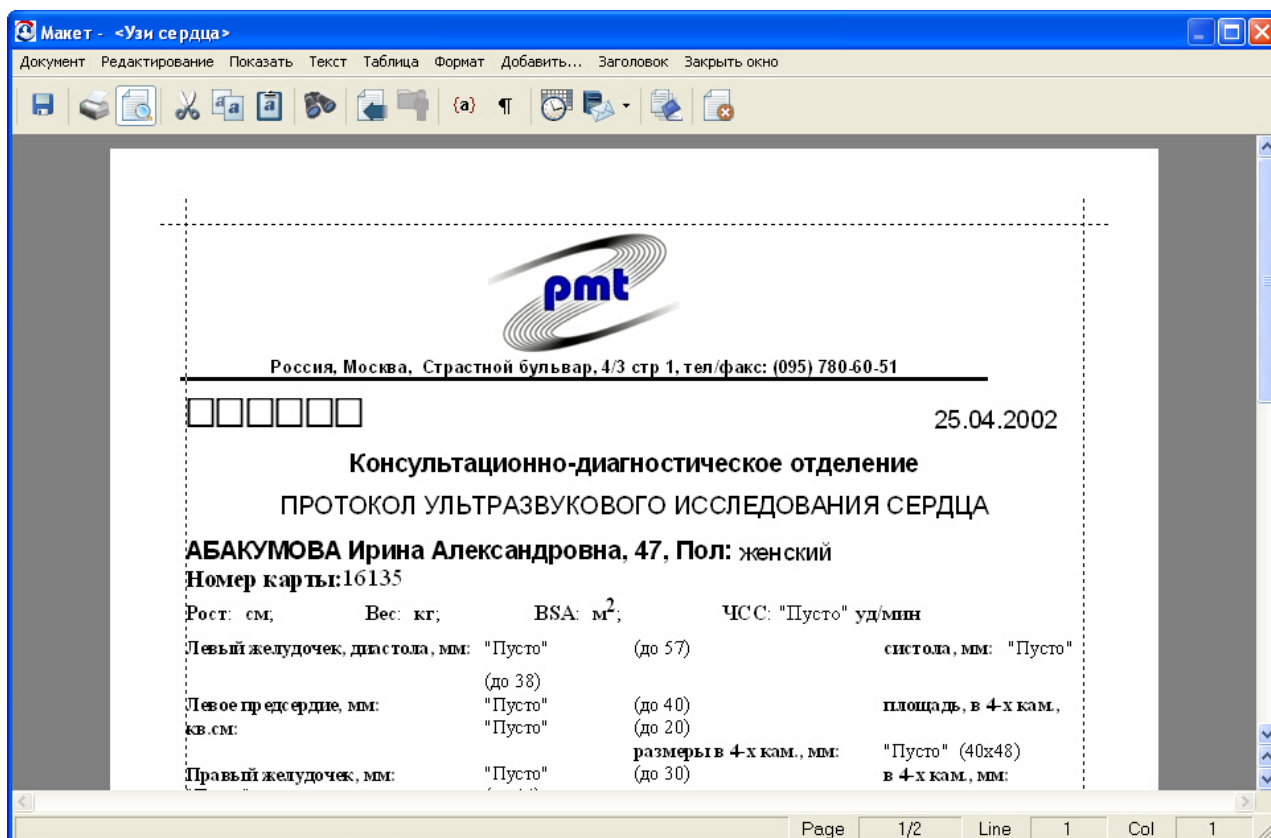 Макет - <Узи сердца>
Документ Редактирование Показать Текст Таблица Формат Добавить... Заголовок Закрыть окно
{a} ¶
pmt
Россия, Москва, Страстной бульвар, 4/3 стр 1, тел/факс: (095) 780-60-51
25.04.2002
Консультационно-диагностическое отделение
ПРОТОКОЛ УЛЬТРАЗВУКОВОГО ИССЛЕДОВАНИЯ СЕРДЦА
АБАКУМОВА Ирина Александровна, 47, Пол: женский
Номер карты:16135
Рост: см; Вес: кг; BSA: м²; ЧСС: "Пусто" уд/мин
Левый желудочек, диастола, мм: "Пусто" (до 57) систола, мм: "Пусто"
(до 38)
Левое предсердие, мм: "Пусто" (до 40) площадь, в 4-х кам.,
кв.см: "Пусто" (до 20)
размеры в 4-х кам., мм: "Пусто" (40x48)
Правый желудочек, мм: "Пусто" (до 30) в 4-х кам., мм:
Page 1/2 Line 1 Col 1